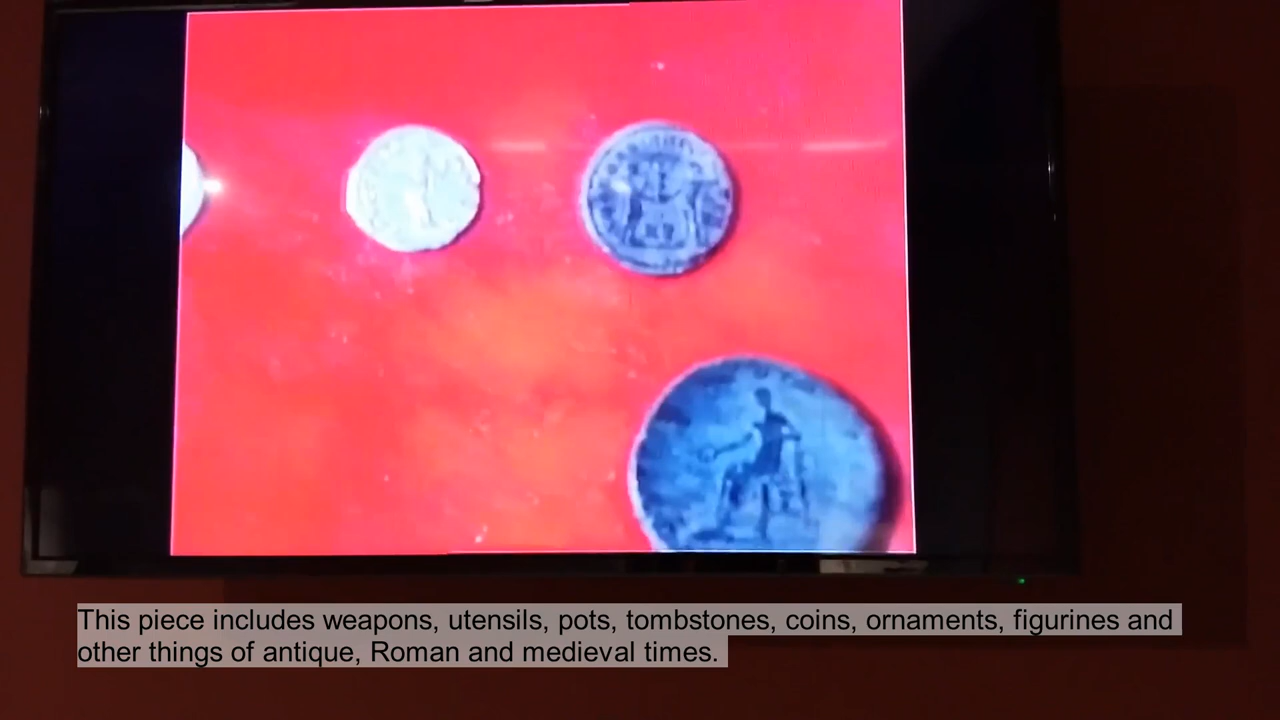 This piece includes weapons, utensils, pots, tombstones, coins, ornaments, figurines and
other things of antique, Roman and medieval times.